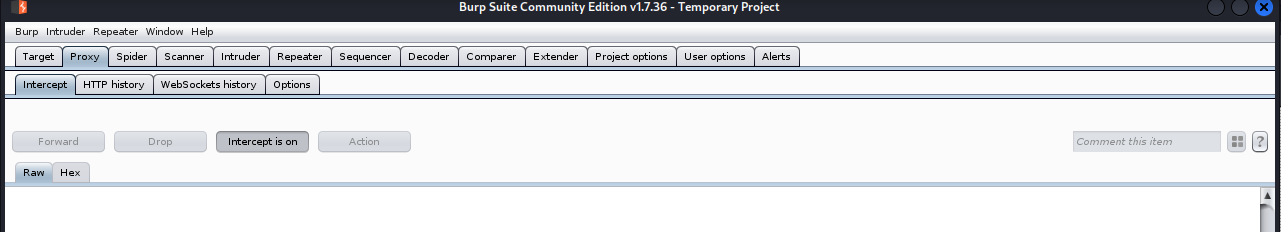 Burp Suite Community Edition v1.7.36 - Temporary Project
Burp Intruder Repeater Window Help
Target Proxy Spider Scanner Intruder Repeater Sequencer Decoder Comparer Extender Project options User options Alerts
Intercept HTTP history WebSockets history Options
Forward Drop Intercept is on Action Comment this item ?
Raw Hex